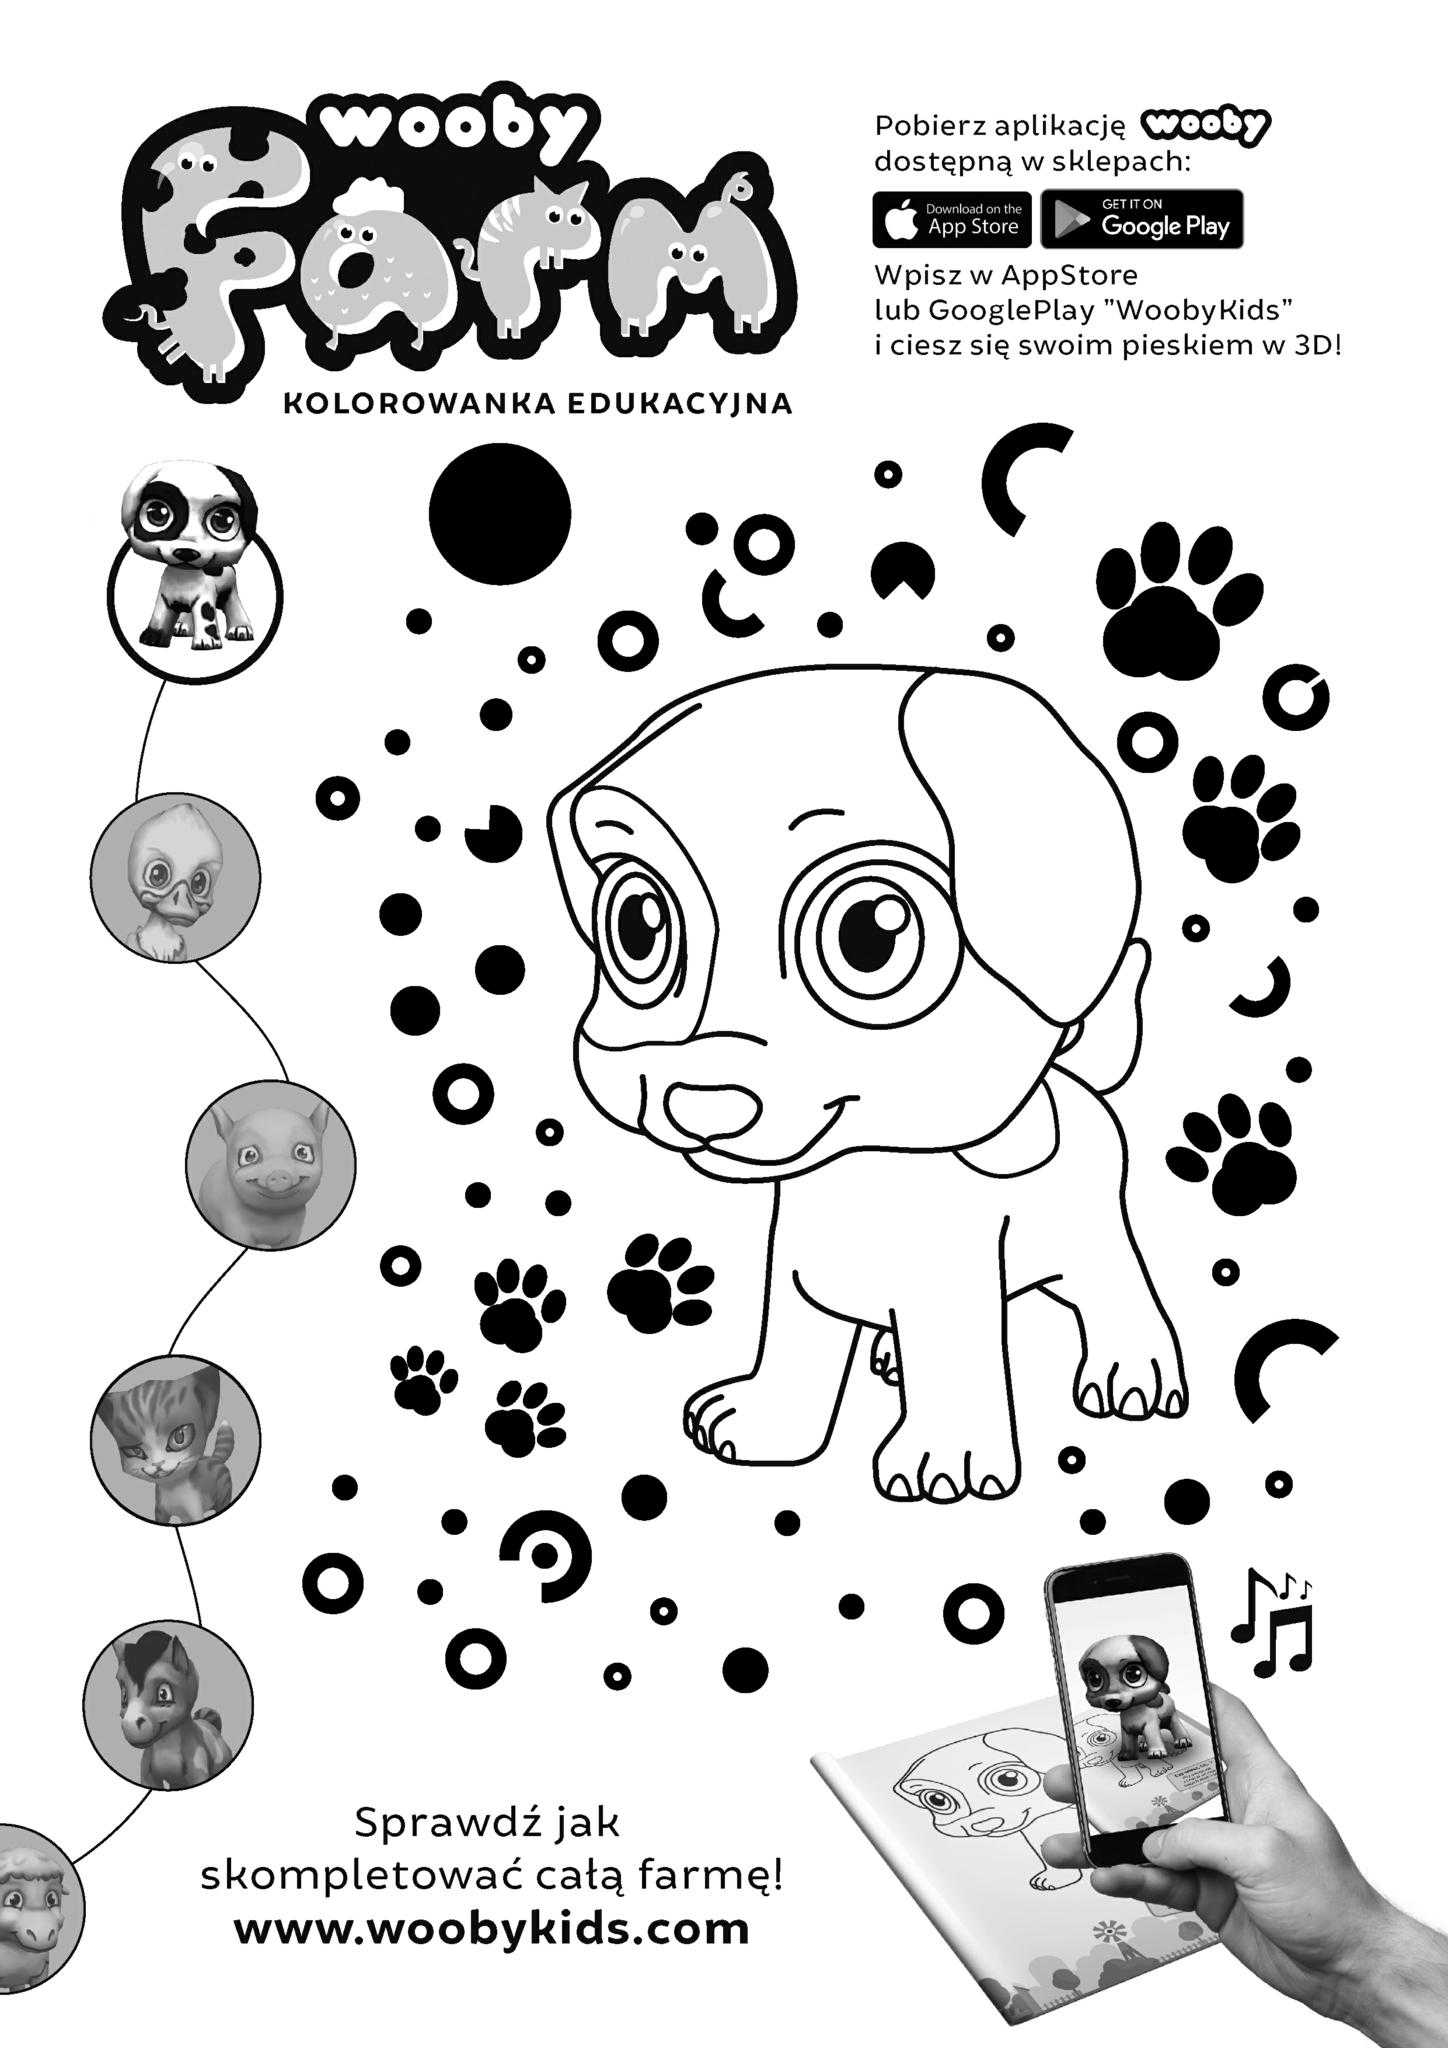 wooby
Farm
KOLOROWANKA EDUKACYJNA
Pobierz aplikację wooby
dostępną w sklepach:
Download on the
App Store
GET IT ON
Google Play
Wpisz w AppStore
lub GooglePlay "WoobyKids"
i ciesz się swoim pieskiem w 3D!
Sprawdź jak
skompletować całą farmę!
www.woobykids.com